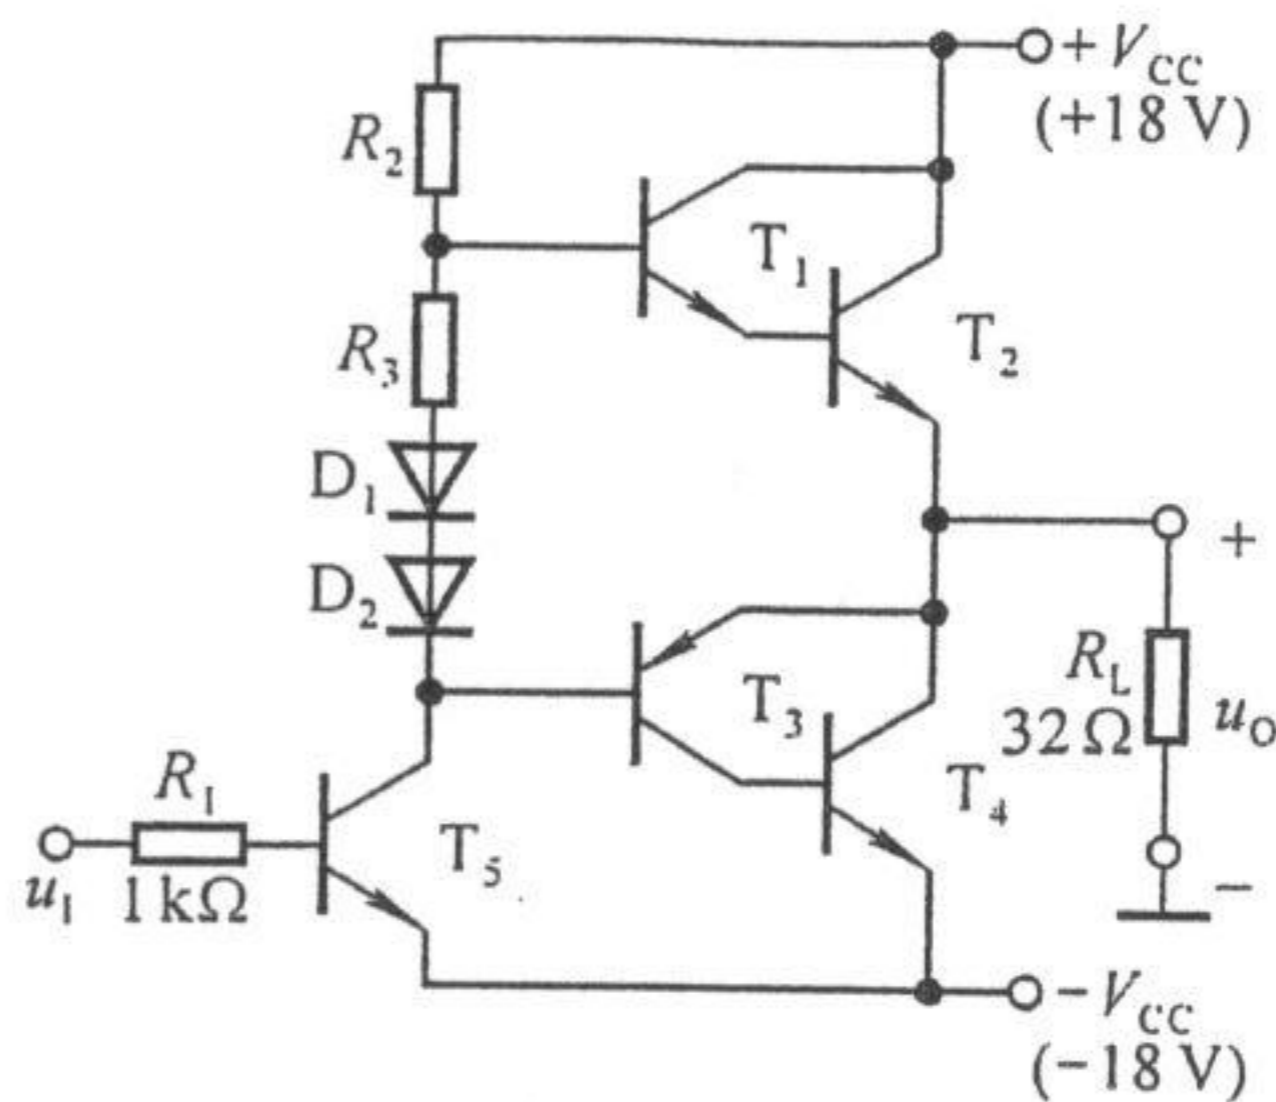 +V_CC
(+18 V)
R_2
T_1
R_3
T_2
D_1
+
D_2
R_L
32 Ω
u_O
T_3
R_1
T_4
T_5
u_I
1 kΩ
−
−V_CC
(−18 V)